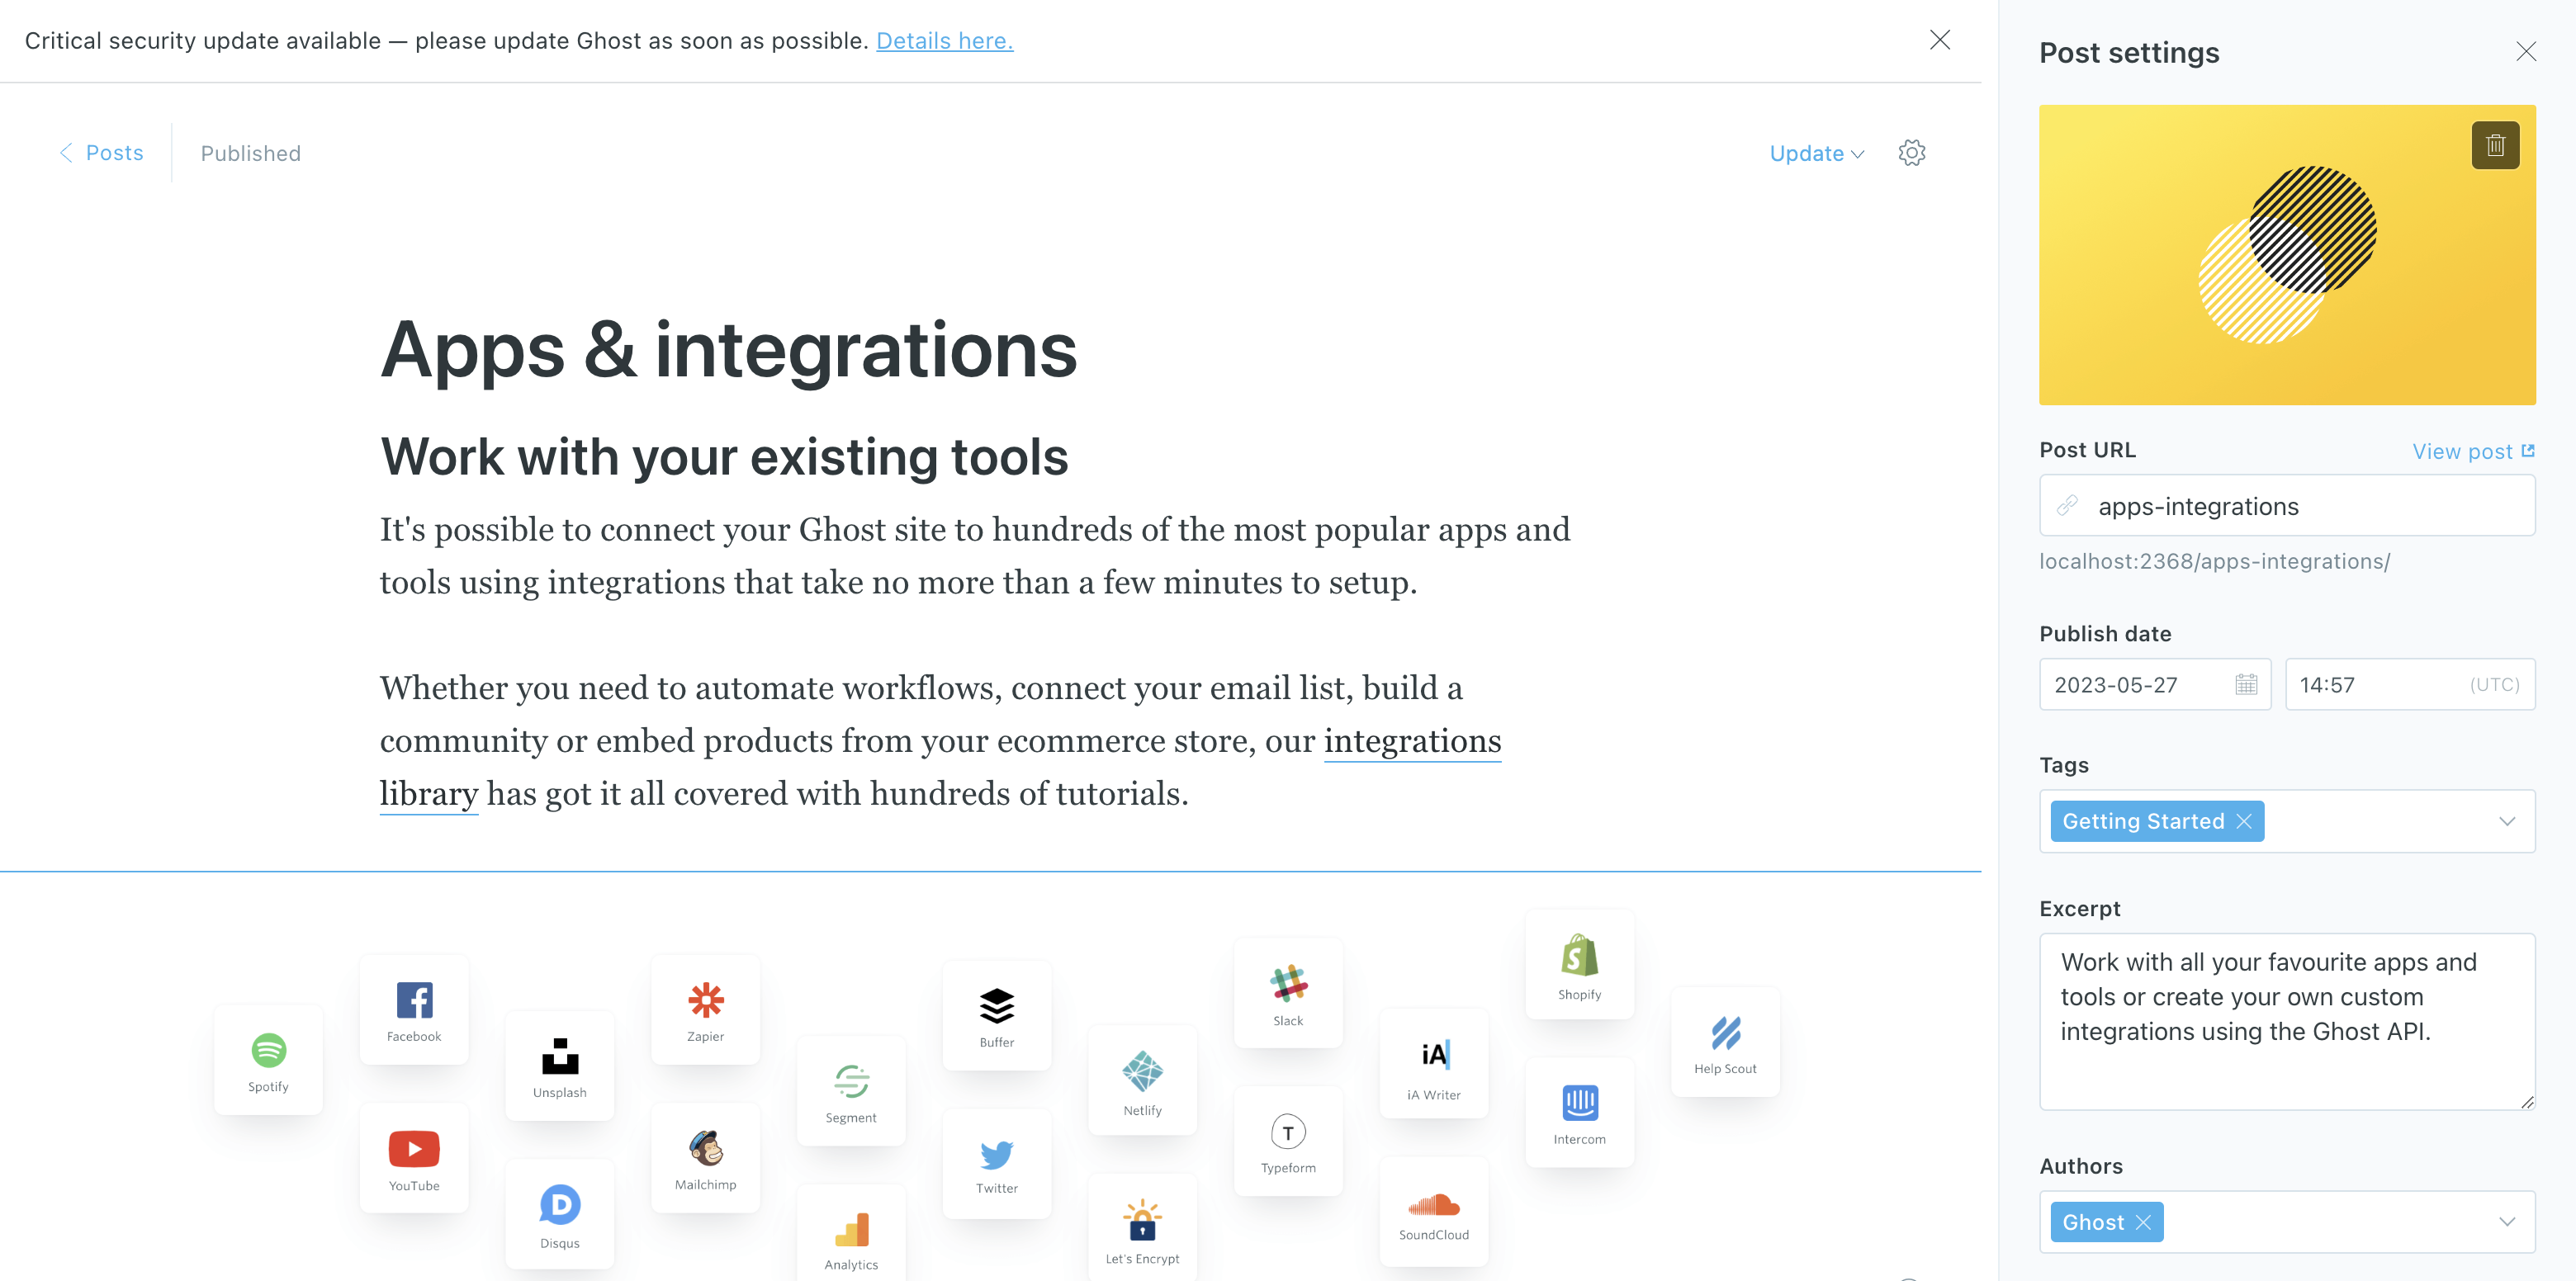 Critical security update available — please update Ghost as soon as possible. Details here.
Posts
Published
Update
Apps & integrations
Work with your existing tools
It's possible to connect your Ghost site to hundreds of the most popular apps and
tools using integrations that take no more than a few minutes to setup.
Whether you need to automate workflows, connect your email list, build a
community or embed products from your ecommerce store, our integrations
library has got it all covered with hundreds of tutorials.
Spotify
Facebook
YouTube
Unsplash
Disqus
Zapier
Mailchimp
Segment
Analytics
Buffer
Twitter
Netlify
Let's Encrypt
Slack
T
Typeform
iA
iA Writer
SoundCloud
Shopify
Intercom
Help Scout
Post settings
Post URL
View post
apps-integrations
localhost:2368/apps-integrations/
Publish date
2023-05-27
14:57 (UTC)
Tags
Getting Started
Excerpt
Work with all your favourite apps and
tools or create your own custom
integrations using the Ghost API.
Authors
Ghost